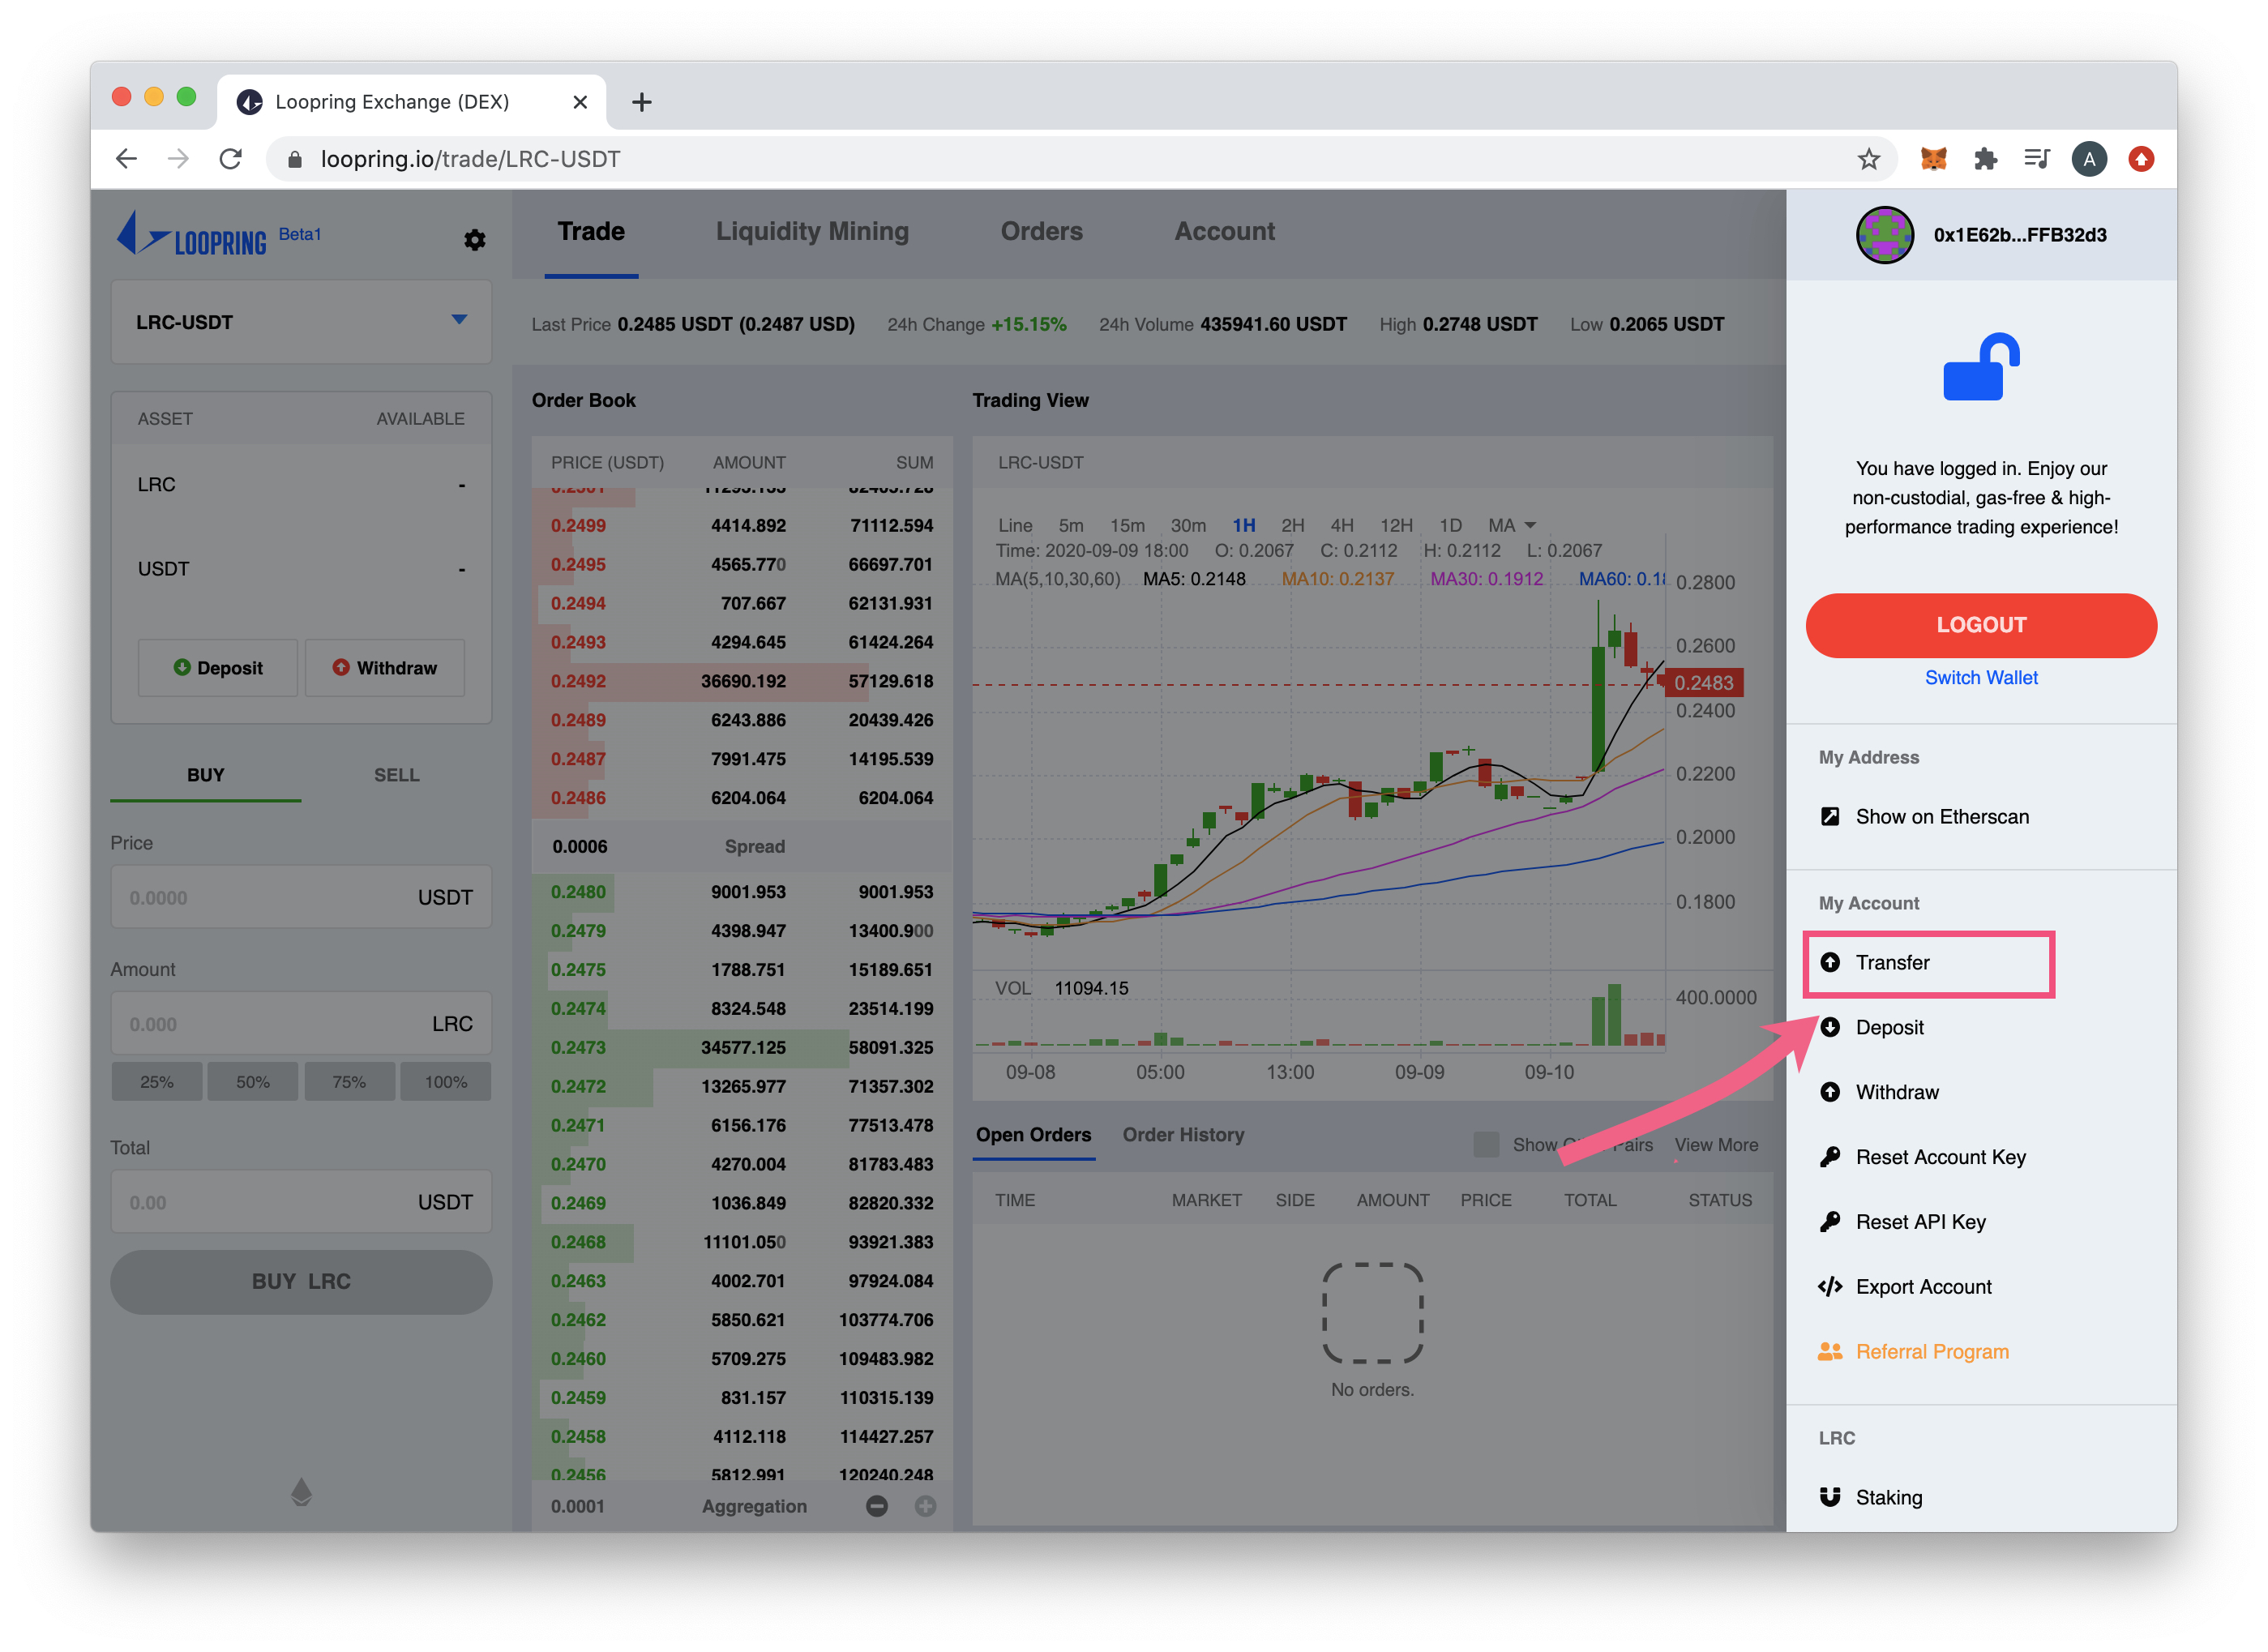 Loopring Exchange (DEX)
loopring.io/trade/LRC-USDT
A
LOOPRING Beta1
Trade Liquidity Mining Orders Account
0x1E62b...FFB32d3
LRC-USDT
Last Price 0.2485 USDT (0.2487 USD) 24h Change +15.15% 24h Volume 435941.60 USDT High 0.2748 USDT Low 0.2065 USDT
ASSET AVAILABLE
LRC -
USDT -
Deposit Withdraw
BUY SELL
Price
0.0000 USDT
Amount
0.000 LRC
25% 50% 75% 100%
Total
0.00 USDT
BUY LRC
Order Book
PRICE (USDT) AMOUNT SUM
0.2499 4414.892 71112.594
0.2495 4565.770 66697.701
0.2494 707.667 62131.931
0.2493 4294.645 61424.264
0.2492 36690.192 57129.618
0.2489 6243.886 20439.426
0.2487 7991.475 14195.539
0.2486 6204.064 6204.064
0.0006 Spread
0.2480 9001.953 9001.953
0.2479 4398.947 13400.900
0.2475 1788.751 15189.651
0.2474 8324.548 23514.199
0.2473 34577.125 58091.325
0.2472 13265.977 71357.302
0.2471 6156.176 77513.478
0.2470 4270.004 81783.483
0.2469 1036.849 82820.332
0.2468 11101.050 93921.383
0.2463 4002.701 97924.084
0.2462 5850.621 103774.706
0.2460 5709.275 109483.982
0.2459 831.157 110315.139
0.2458 4112.118 114427.257
0.2456 5812.991 120240.248
0.0001 Aggregation
Trading View
LRC-USDT
Line 5m 15m 30m 1H 2H 4H 12H 1D MA
Time: 2020-09-09 18:00 O: 0.2067 C: 0.2112 H: 0.2112 L: 0.2067
MA(5,10,30,60) MA5: 0.2148 MA10: 0.2137 MA30: 0.1912 MA60:
0.2800
0.2600
0.2483
0.2400
0.2200
0.2000
0.1800
VOL 11094.15
400.0000
09-08 05:00 13:00 09-09 09-10
Open Orders Order History Show View More
TIME MARKET SIDE AMOUNT PRICE TOTAL STATUS
No orders.
You have logged in. Enjoy our
non-custodial, gas-free & high-
performance trading experience!
LOGOUT
Switch Wallet
My Address
Show on Etherscan
My Account
Transfer
Deposit
Withdraw
Reset Account Key
Reset API Key
Export Account
Referral Program
LRC
Staking